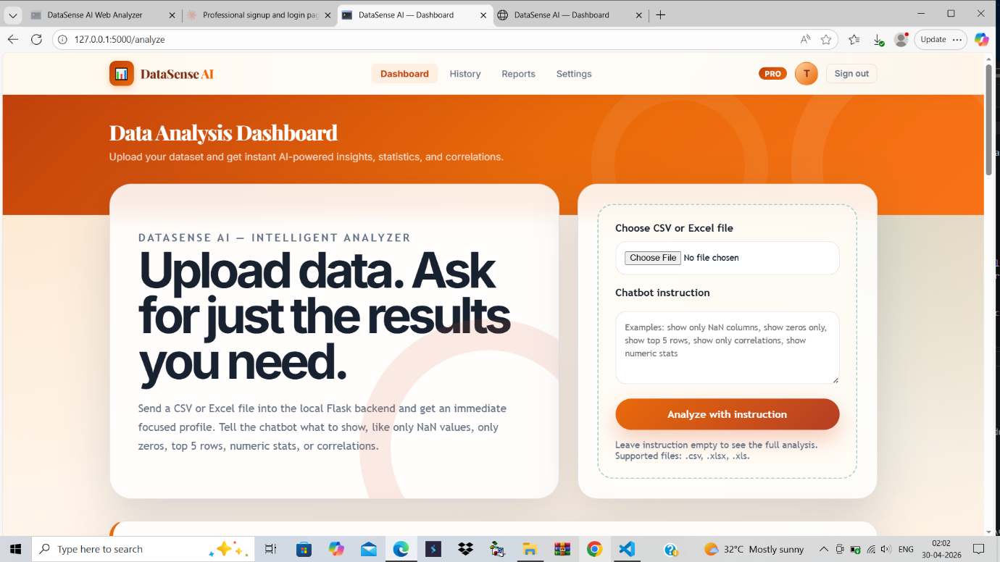 DataSense AI Web Analyzer
Professional signup and login pag
DataSense AI — Dashboard
DataSense AI — Dashboard
127.0.0.1:5000/analyze
Update
DataSense AI
Dashboard
History
Reports
Settings
PRO
T
Sign out
Data Analysis Dashboard
Upload your dataset and get instant AI-powered insights, statistics, and correlations.
DATASENSE AI — INTELLIGENT ANALYZER
Upload data. Ask
for just the results
you need.
Send a CSV or Excel file into the local Flask backend and get an immediate
focused profile. Tell the chatbot what to show, like only NaN values, only
zeros, top 5 rows, numeric stats, or correlations.
Choose CSV or Excel file
Choose File No file chosen
Chatbot instruction
Examples: show only NaN columns, show zeros only,
show top 5 rows, show only correlations, show
numeric stats
Analyze with instruction
Leave instruction empty to see the full analysis.
Supported files: .csv, .xlsx, .xls.
Type here to search
32°C Mostly sunny
ENG
02:02
30-04-2026